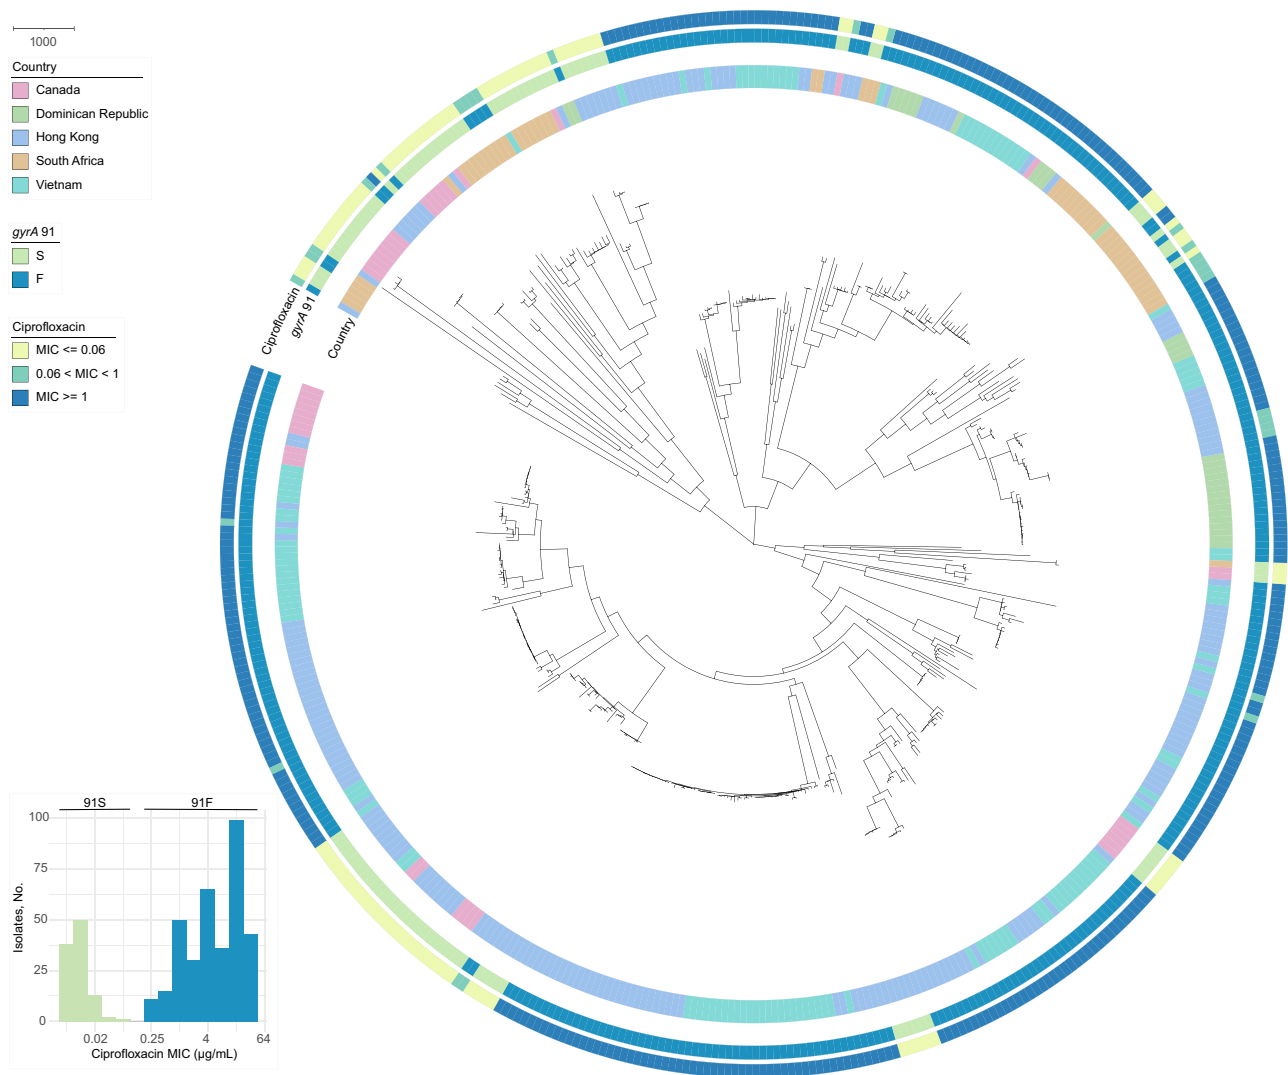 1000
Country
Canada
Dominican Republic
Hong Kong
South Africa
Vietnam
gyrA 91
S
F
Ciprofloxacin
MIC <= 0.06
0.06 < MIC < 1
MIC >= 1
Ciprofloxacin
gyrA 91
Country
91S 91F
100
75
50
25
0
Isolates, No.
0.02 0.25 4 64
Ciprofloxacin MIC (µg/mL)